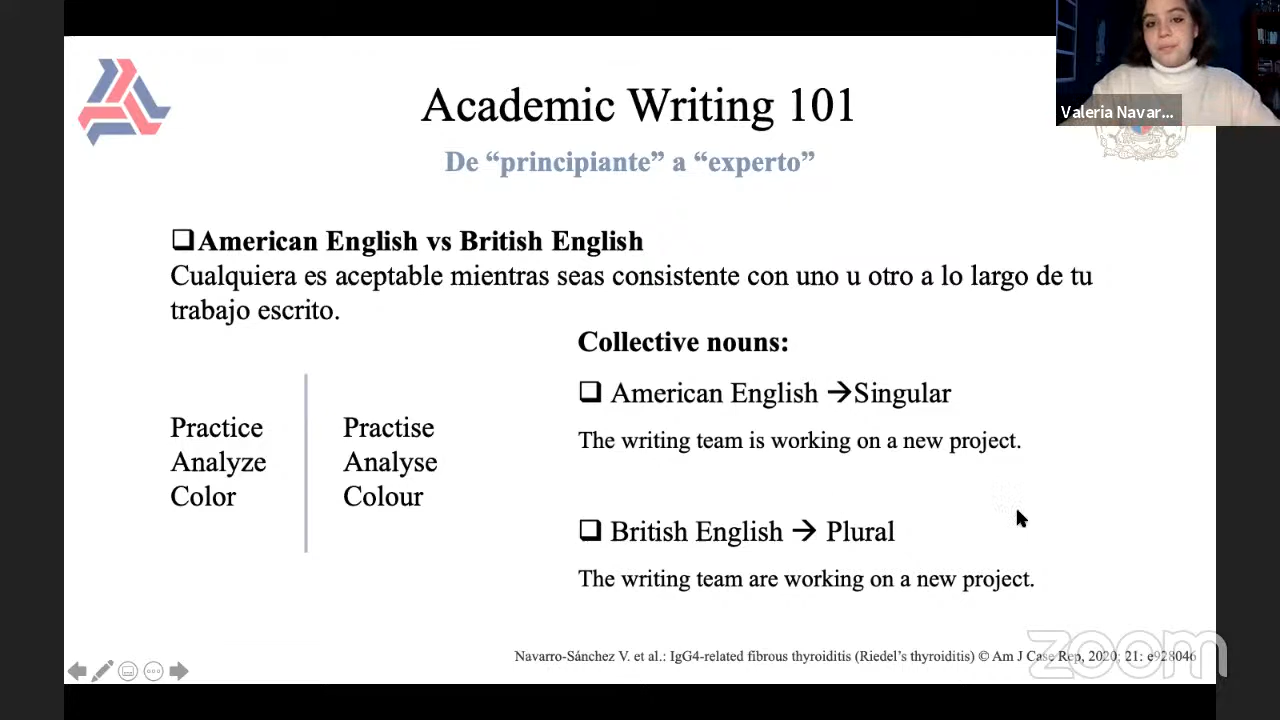 Valeria Navar...
Academic Writing 101
De “principiante” a “experto”
❑American English vs British English
Cualquiera es aceptable mientras seas consistente con uno u otro a lo largo de tu
trabajo escrito.
Practice
Analyze
Color
Practise
Analyse
Colour
Collective nouns:
❑ American English →Singular
The writing team is working on a new project.
❑ British English → Plural
The writing team are working on a new project.
Navarro-Sánchez V. et al.: IgG4-related fibrous thyroiditis (Riedel’s thyroiditis) © Am J Case Rep, 2020; 21: e928046
zoom